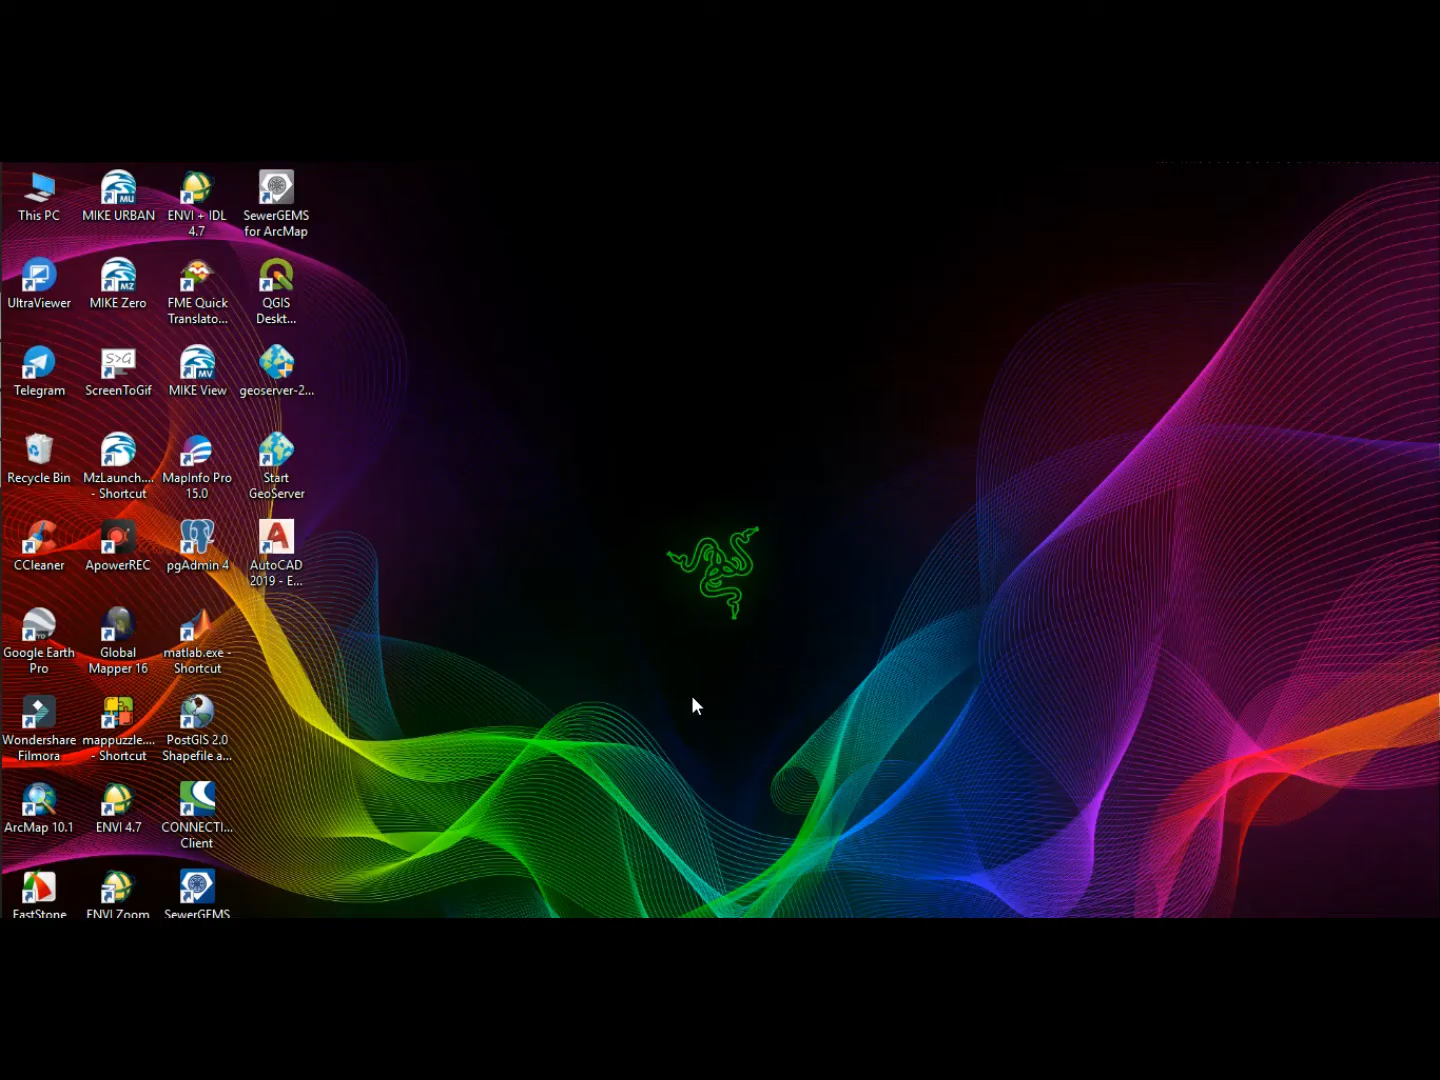 This PC
MIKE URBAN
ENVI + IDL
4.7
SewerGEMS
for ArcMap
UltraViewer
MIKE Zero
FME Quick
Translato...
QGIS
Deskt...
Telegram
ScreenToGif
MIKE View
geoserver-2...
Recycle Bin
MzLaunch....
- Shortcut
MapInfo Pro
15.0
Start
GeoServer
CCleaner
ApowerREC
pgAdmin 4
AutoCAD
2019 - E...
Google Earth
Pro
Global
Mapper 16
matlab.exe -
Shortcut
Wondershare
Filmora
mappuzzle....
- Shortcut
PostGIS 2.0
Shapefile a...
ArcMap 10.1
ENVI 4.7
CONNECTI...
Client
FastStone
ENVI Zoom
SewerGEMS
MU
MZ
S>G
MV